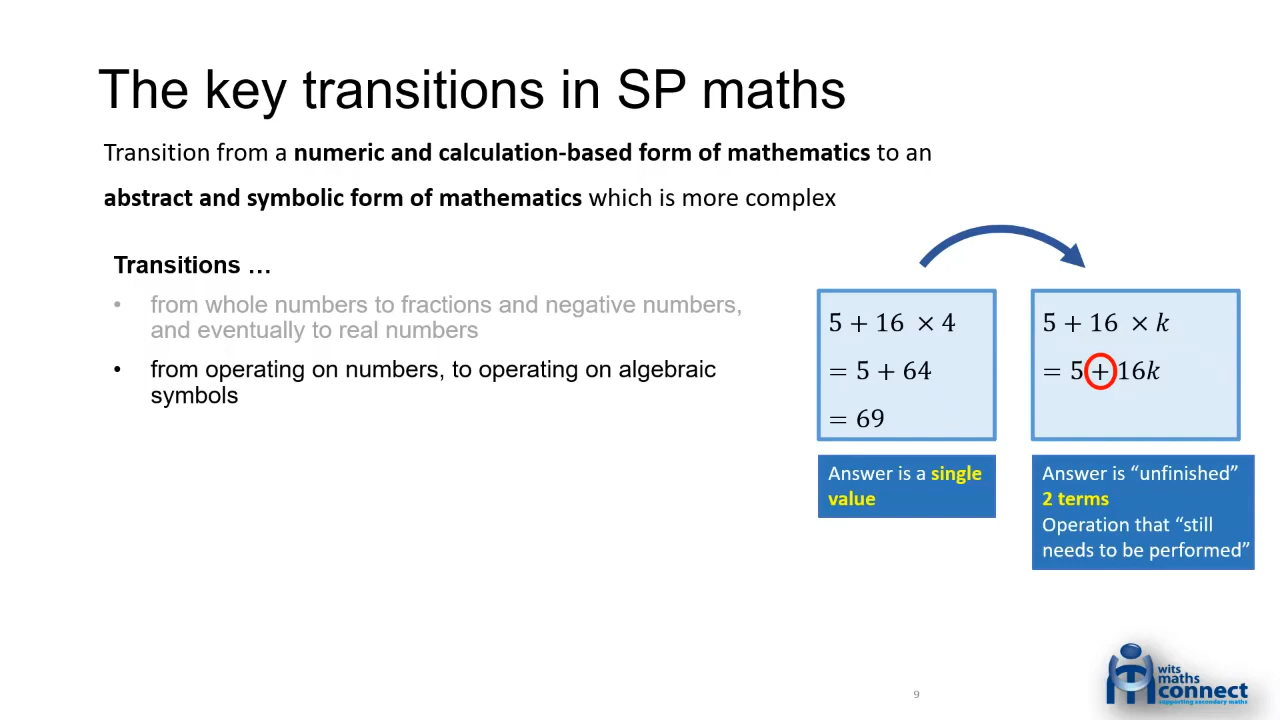 The key transitions in SP maths
Transition from a numeric and calculation-based form of mathematics to an
abstract and symbolic form of mathematics which is more complex
Transitions …
• from whole numbers to fractions and negative numbers,
and eventually to real numbers
• from operating on numbers, to operating on algebraic
symbols
5 + 16 × 4
= 5 + 64
= 69
Answer is a single
value
5 + 16 × k
= 5 + 16k
Answer is “unfinished”
2 terms
Operation that “still
needs to be performed”
9
wits
maths
connect
supporting secondary maths